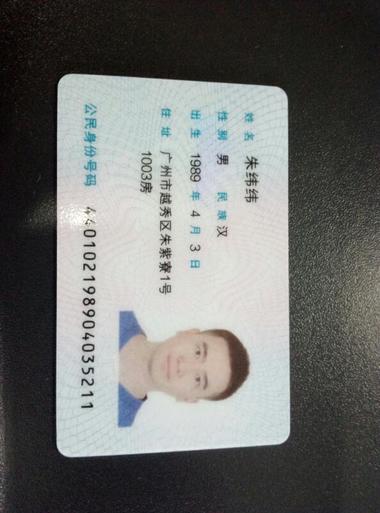 姓名 朱纬纬
性别 男 民族 汉
出生 1989 年 4 月 3 日
住址 广州市越秀区朱紫寮1号
1003房
公民身份号码 440102198904035211